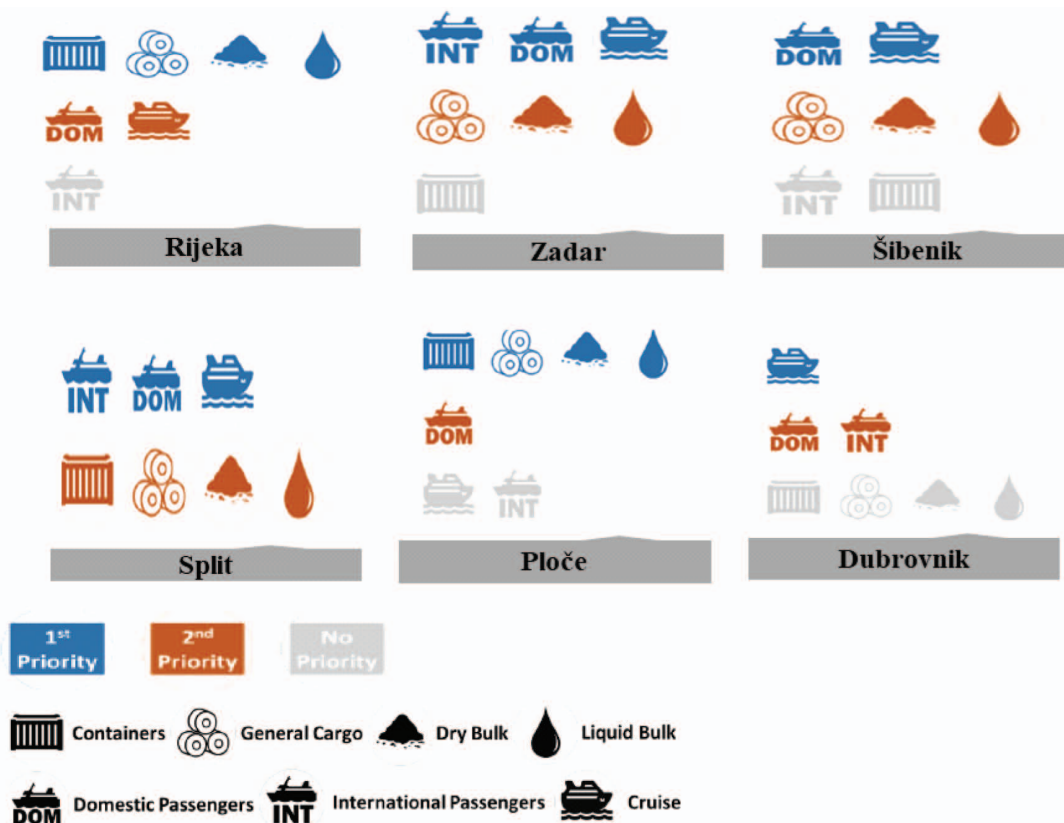 INT DOM
DOM
DOM
INT
INT
Rijeka
Zadar
Šibenik
INT DOM
DOM
INT
DOM INT
Split
Ploče
Dubrovnik
1st Priority
2nd Priority
No Priority
Containers
General Cargo
Dry Bulk
Liquid Bulk
DOM Domestic Passengers
INT International Passengers
Cruise